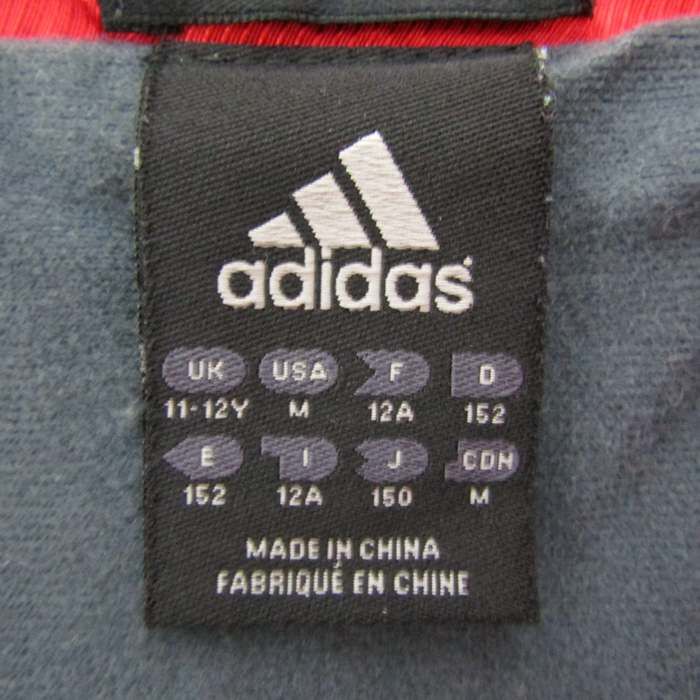 adidas
UK USA F D
11-12Y M 12A 152
E I J CDN
152 12A 150 M
MADE IN CHINA
FABRIQUÉ EN CHINE